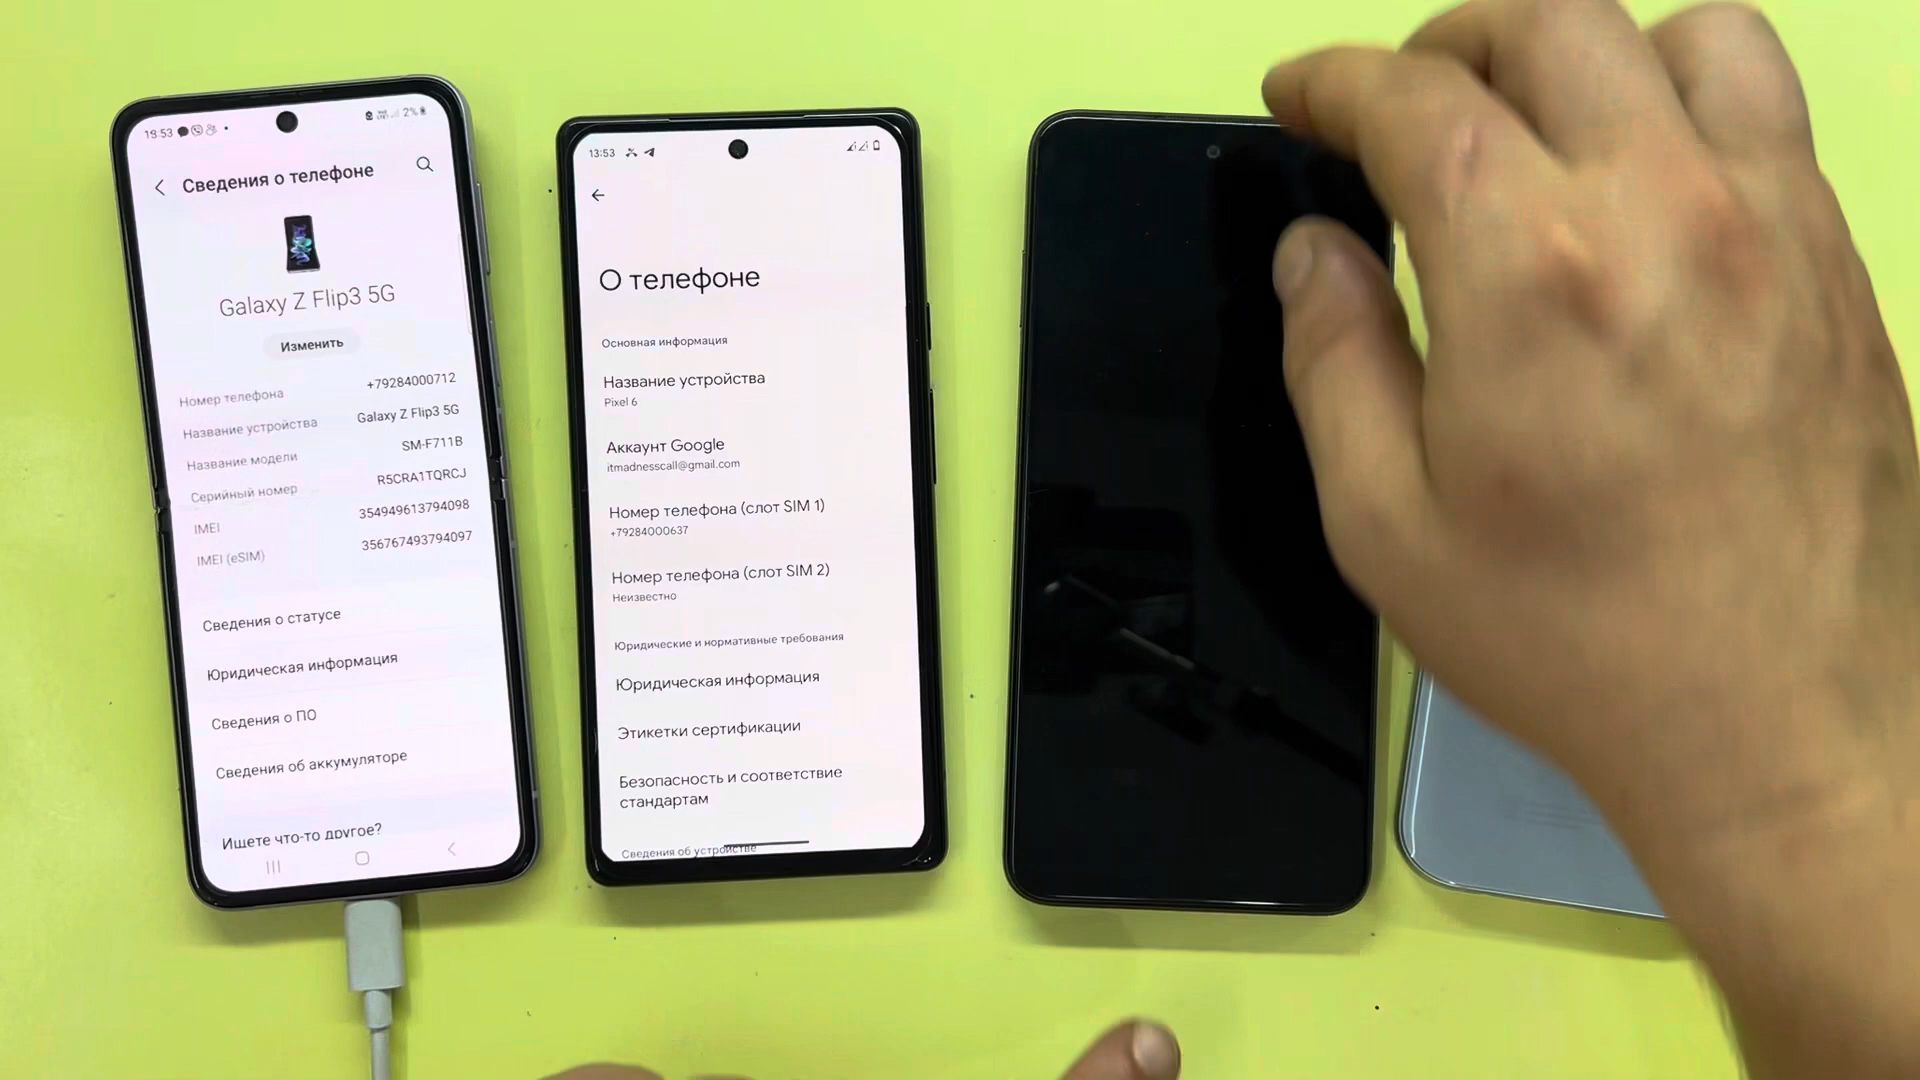 19:53
2%
Сведения о телефоне
Galaxy Z Flip3 5G
Изменить
Номер телефона +79284000712
Название устройства Galaxy Z Flip3 5G
Название модели SM-F711B
Серийный номер R5CRA1TQRCJ
IMEI 354949613794098
IMEI (eSIM) 356767493794097
Сведения о статусе
Юридическая информация
Сведения о ПО
Сведения об аккумуляторе
Ищете что-то другое?
13:53
О телефоне
Основная информация
Название устройства
Pixel 6
Аккаунт Google
itmadnesscall@gmail.com
Номер телефона (слот SIM 1)
+79284000637
Номер телефона (слот SIM 2)
Неизвестно
Юридические и нормативные требования
Юридическая информация
Этикетки сертификации
Безопасность и соответствие
стандартам
Сведения об устройстве